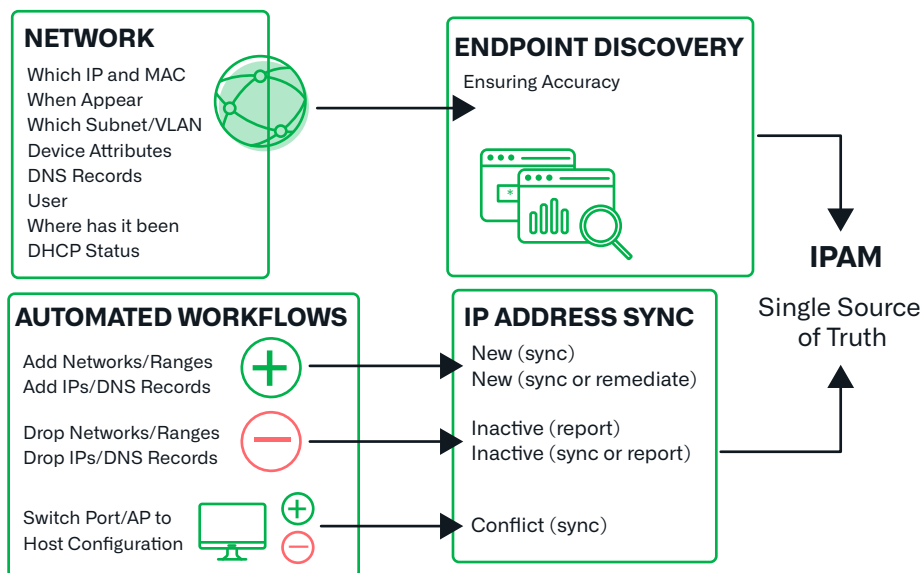 NETWORK
Which IP and MAC
When Appear
Which Subnet/VLAN
Device Attributes
DNS Records
User
Where has it been
DHCP Status
ENDPOINT DISCOVERY
Ensuring Accuracy
*
IPAM
Single Source
of Truth
AUTOMATED WORKFLOWS
Add Networks/Ranges
Add IPs/DNS Records
Drop Networks/Ranges
Drop IPs/DNS Records
Switch Port/AP to
Host Configuration
IP ADDRESS SYNC
New (sync)
New (sync or remediate)
Inactive (report)
Inactive (sync or report)
Conflict (sync)